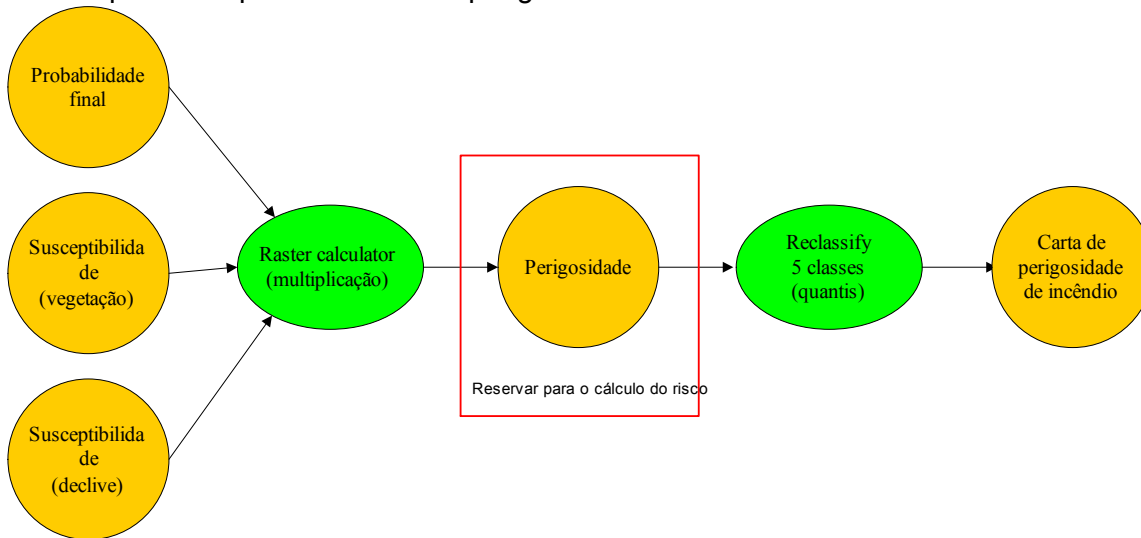 Probabilidade
final
Susceptibilida
de
(vegetação)
Susceptibilida
de
(declive)
Raster calculator
(multiplicação)
Perigosidade
Reservar para o cálculo do risco
Reclassify
5 classes
(quantis)
Carta de
perigosidade
de incêndio